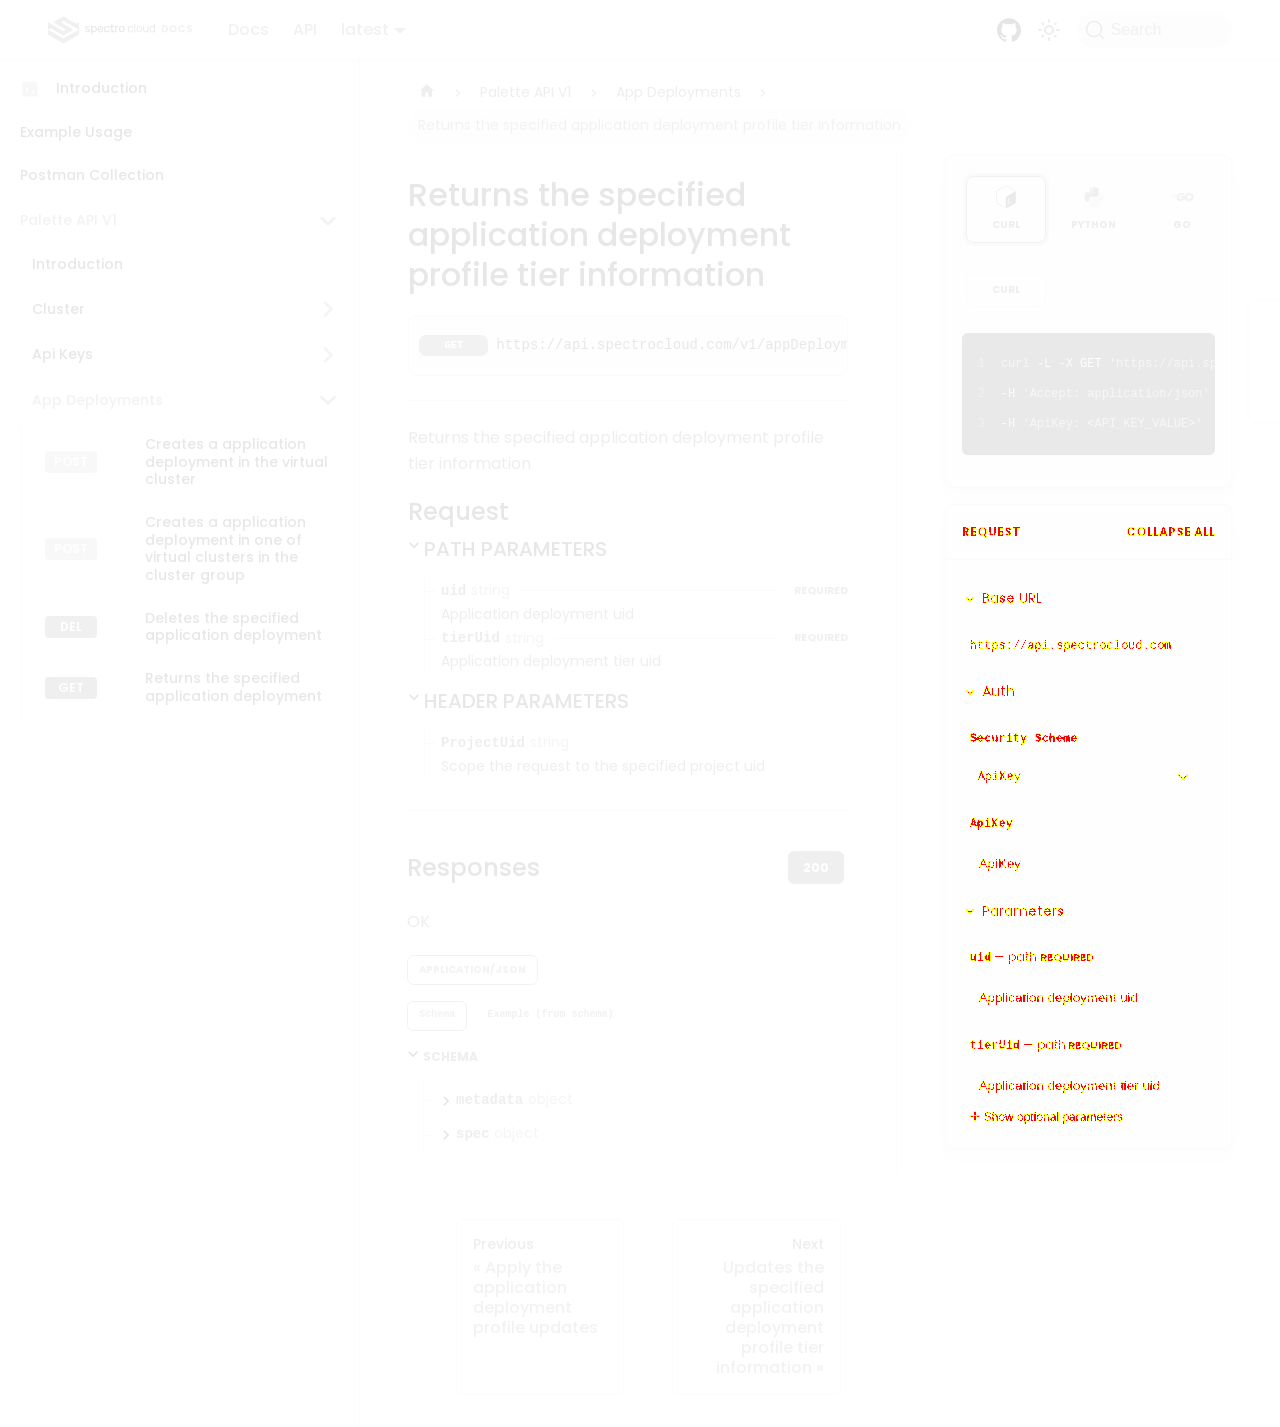 spectro cloud DOCS
Docs
API
latest
Search
Introduction
Example Usage
Postman Collection
Palette API V1
Introduction
Cluster
Api Keys
App Deployments
POST
Creates a application
deployment in the virtual
cluster
POST
Creates a application
deployment in one of
virtual clusters in the
cluster group
DEL
Deletes the specified
application deployment
GET
Returns the specified
application deployment
Palette API V1
App Deployments
Returns the specified application deployment profile tier information
Returns the specified
application deployment
profile tier information
GET https://api.spectrocloud.com/v1/appDeploym
Returns the specified application deployment profile
tier information
Request
PATH PARAMETERS
uid string REQUIRED
Application deployment uid
tierUid string REQUIRED
Application deployment tier uid
HEADER PARAMETERS
ProjectUid string
Scope the request to the specified project uid
Responses
200
OK
APPLICATION/JSON
Schema
Example (from schema)
SCHEMA
metadata object
spec object
Previous
« Apply the
application
deployment
profile updates
Next
Updates the
specified
application
deployment
profile tier
information »
CURL
PYTHON
GO
CURL
1 curl -L -X GET 'https://api.sp
2 -H 'Accept: application/json'
3 -H 'ApiKey: <API_KEY_VALUE>'
REQUEST
COLLAPSE ALL
Base URL
https://api.spectrocloud.com
Auth
Security Scheme
ApiKey
ApiKey
ApiKey
Parameters
uid — path REQUIRED
Application deployment uid
tierUid — path REQUIRED
Application deployment tier uid
Show optional parameters